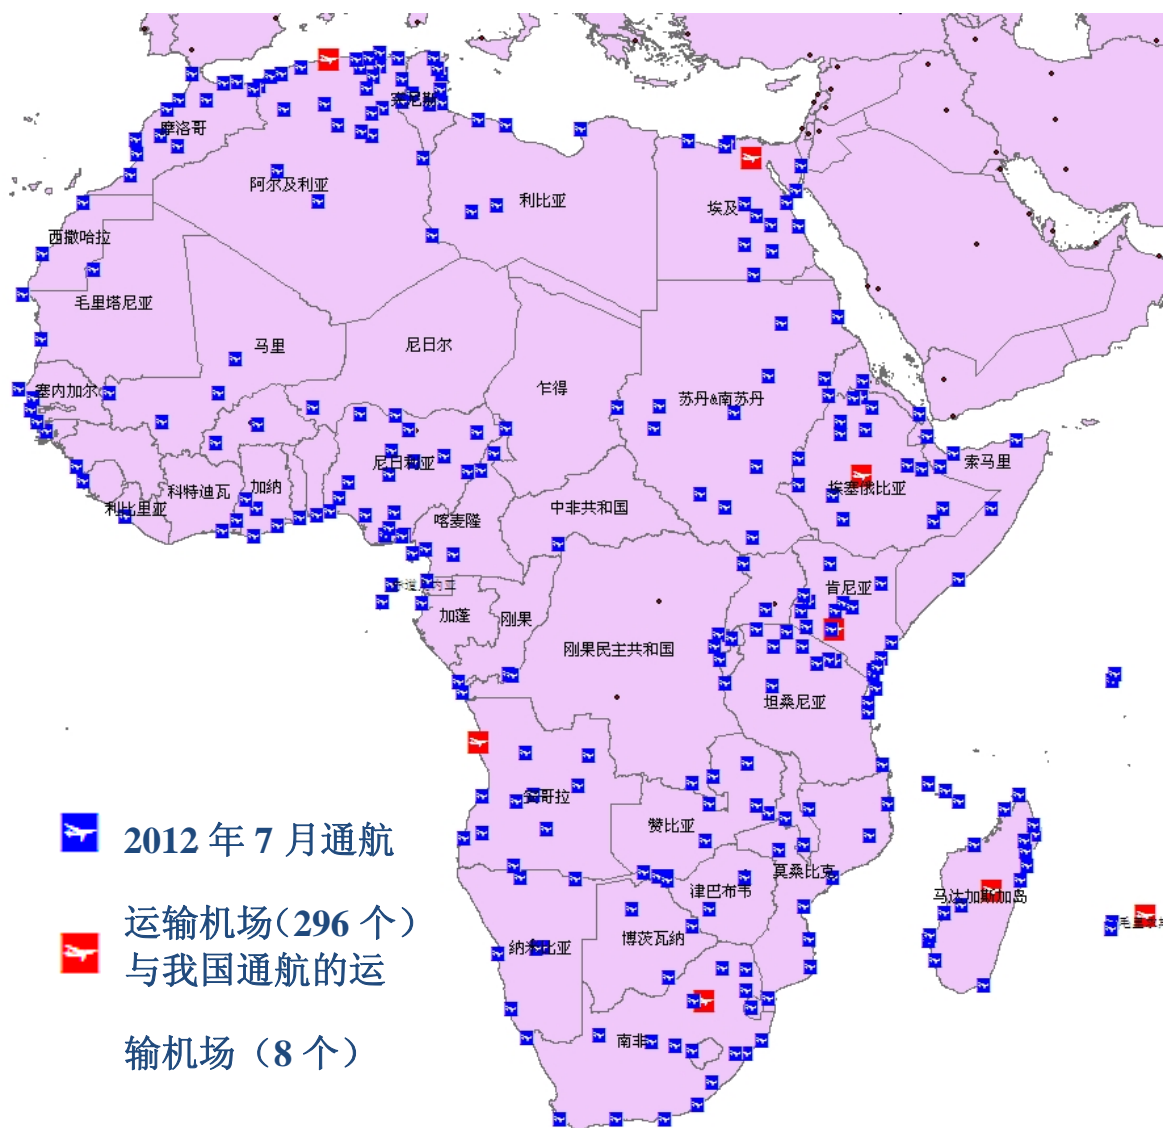 突尼斯
摩洛哥
阿尔及利亚
利比亚
埃及
西撒哈拉
毛里塔尼亚
马里
尼日尔
乍得
塞内加尔
苏丹&南苏丹
尼日利亚
索马里
科特迪瓦
加纳
埃塞俄比亚
利比里亚
喀麦隆
中非共和国
肯尼亚
加蓬
刚果
刚果民主共和国
坦桑尼亚
安哥拉
赞比亚
2012 年 7 月通航
运输机场（296 个）
与我国通航的运
输机场（8 个）
莫桑比克
津巴布韦
马达加斯加岛
博茨瓦纳
纳米比亚
南非